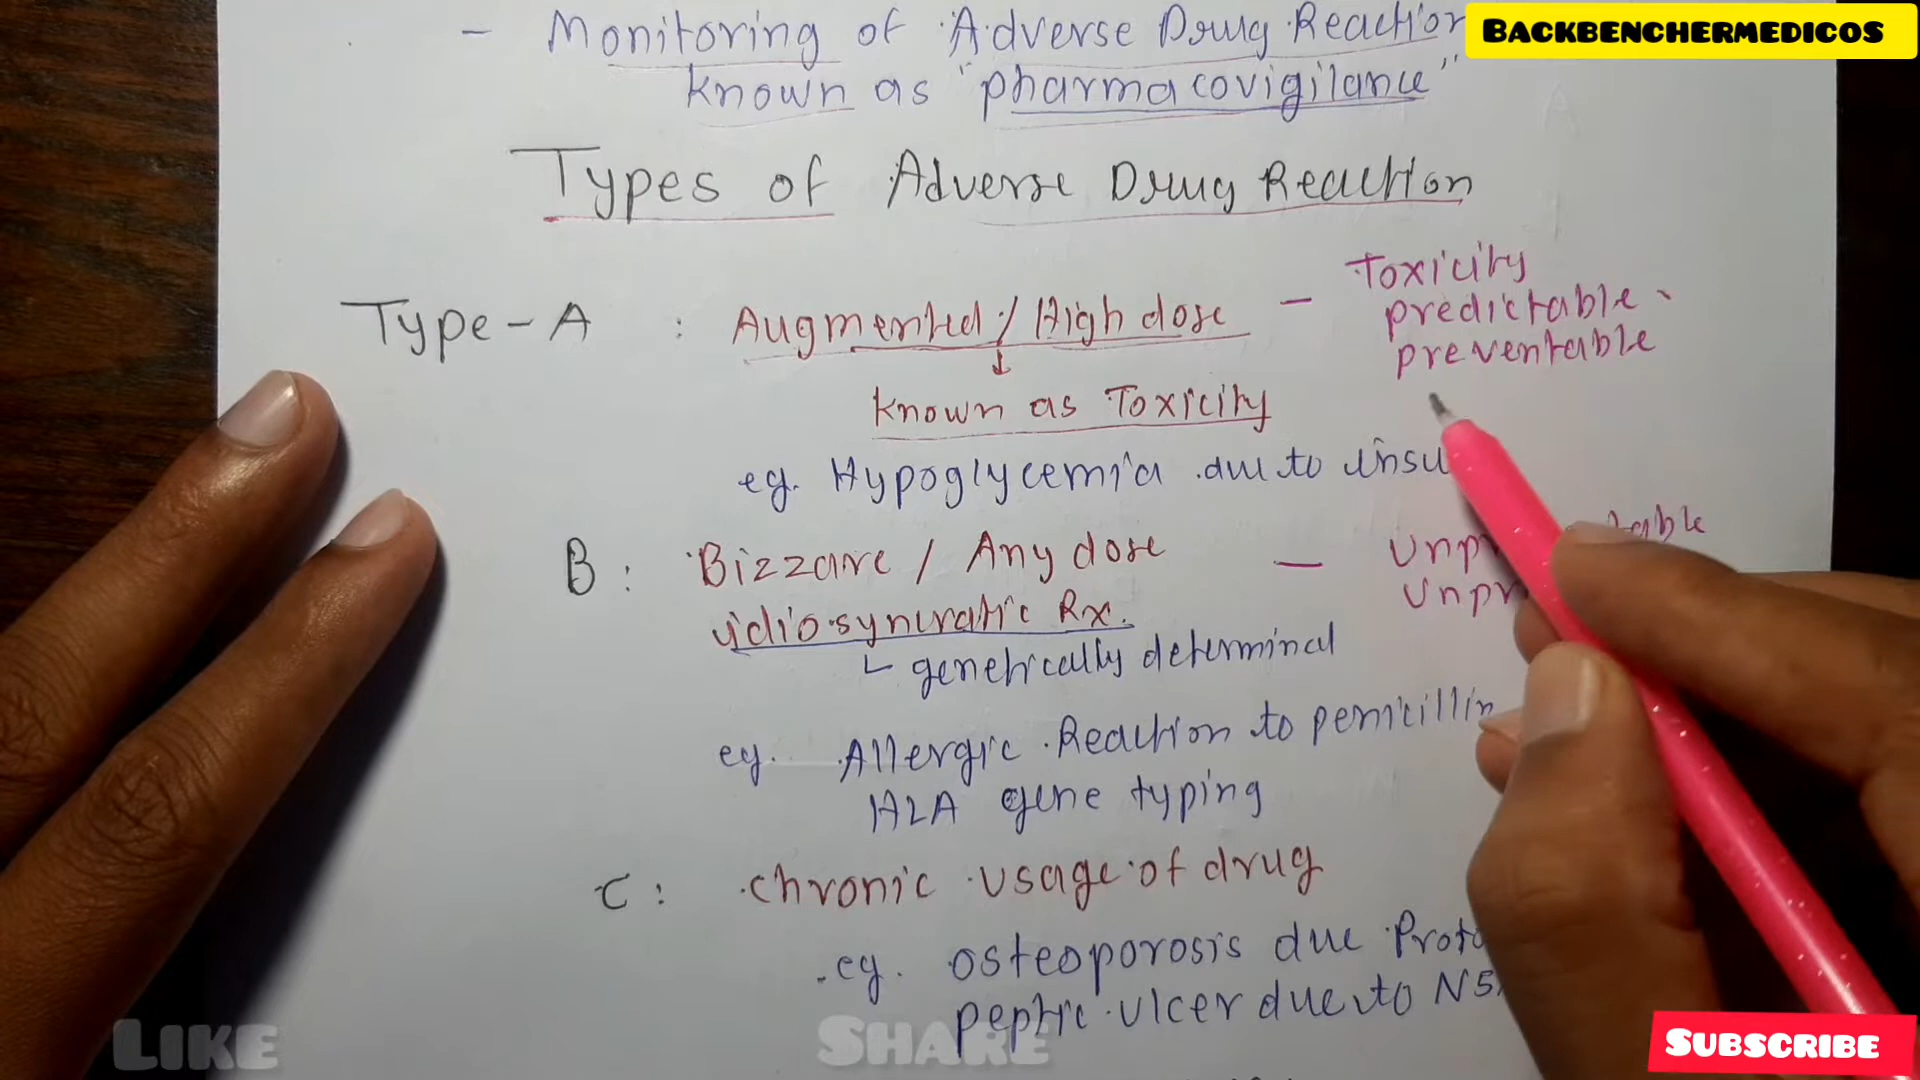 - Monitoring of Adverse Drug Reaction
BACKBENCHERMEDICOS
known as "pharmacovigilance"
Types of Adverse Drug Reaction
Type-A : Augmented / High dose - Toxicity
predictable
preventable
↓
known as Toxicity
eg. Hypoglycemia due to insu
B : Bizzare / Any dose -
idiosyncratic Rx.
genetically determinal
eg. Allergic Reaction to penicillin
HLA gene typing
C : chronic usage of drug
eg. osteoporosis due
peptic ulcer due to
LIKE
SHARE
SUBSCRIBE